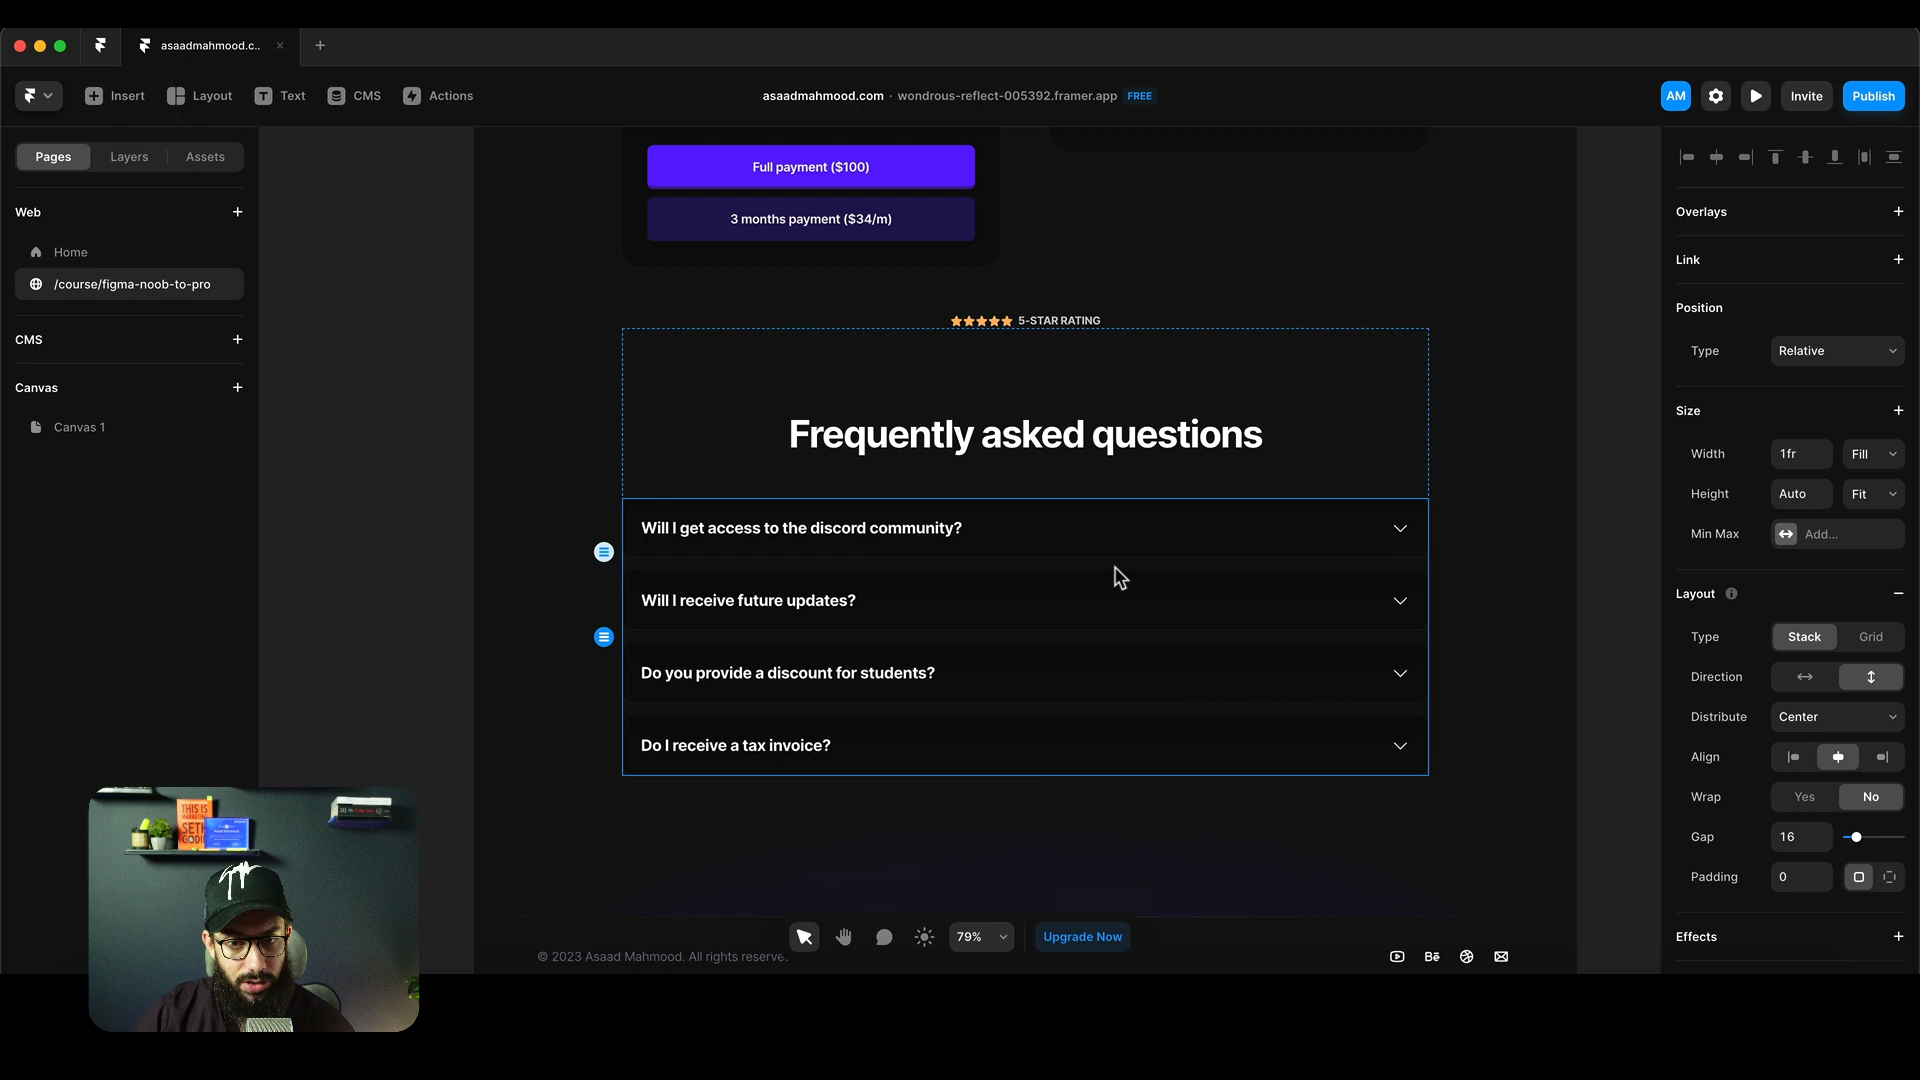 asaadmahmood.c..
Insert
Layout
Text
CMS
Actions
asaadmahmood.com · wondrous-reflect-005392.framer.app FREE
AM
Invite
Publish
Pages
Layers
Assets
Web
Home
/course/figma-noob-to-pro
CMS
Canvas
Canvas 1
Full payment ($100)
3 months payment ($34/m)
5-STAR RATING
Frequently asked questions
Will I get access to the discord community?
Will I receive future updates?
Do you provide a discount for students?
Do I receive a tax invoice?
79%
Upgrade Now
© 2023 Asaad Mahmood. All rights reserve
Overlays
Link
Position
Type Relative
Size
Width 1fr Fill
Height Auto Fit
Min Max Add...
Layout
Type Stack Grid
Direction
Distribute Center
Align
Wrap Yes No
Gap 16
Padding 0
Effects
THIS IS
MARKETING
SETH
GODIN